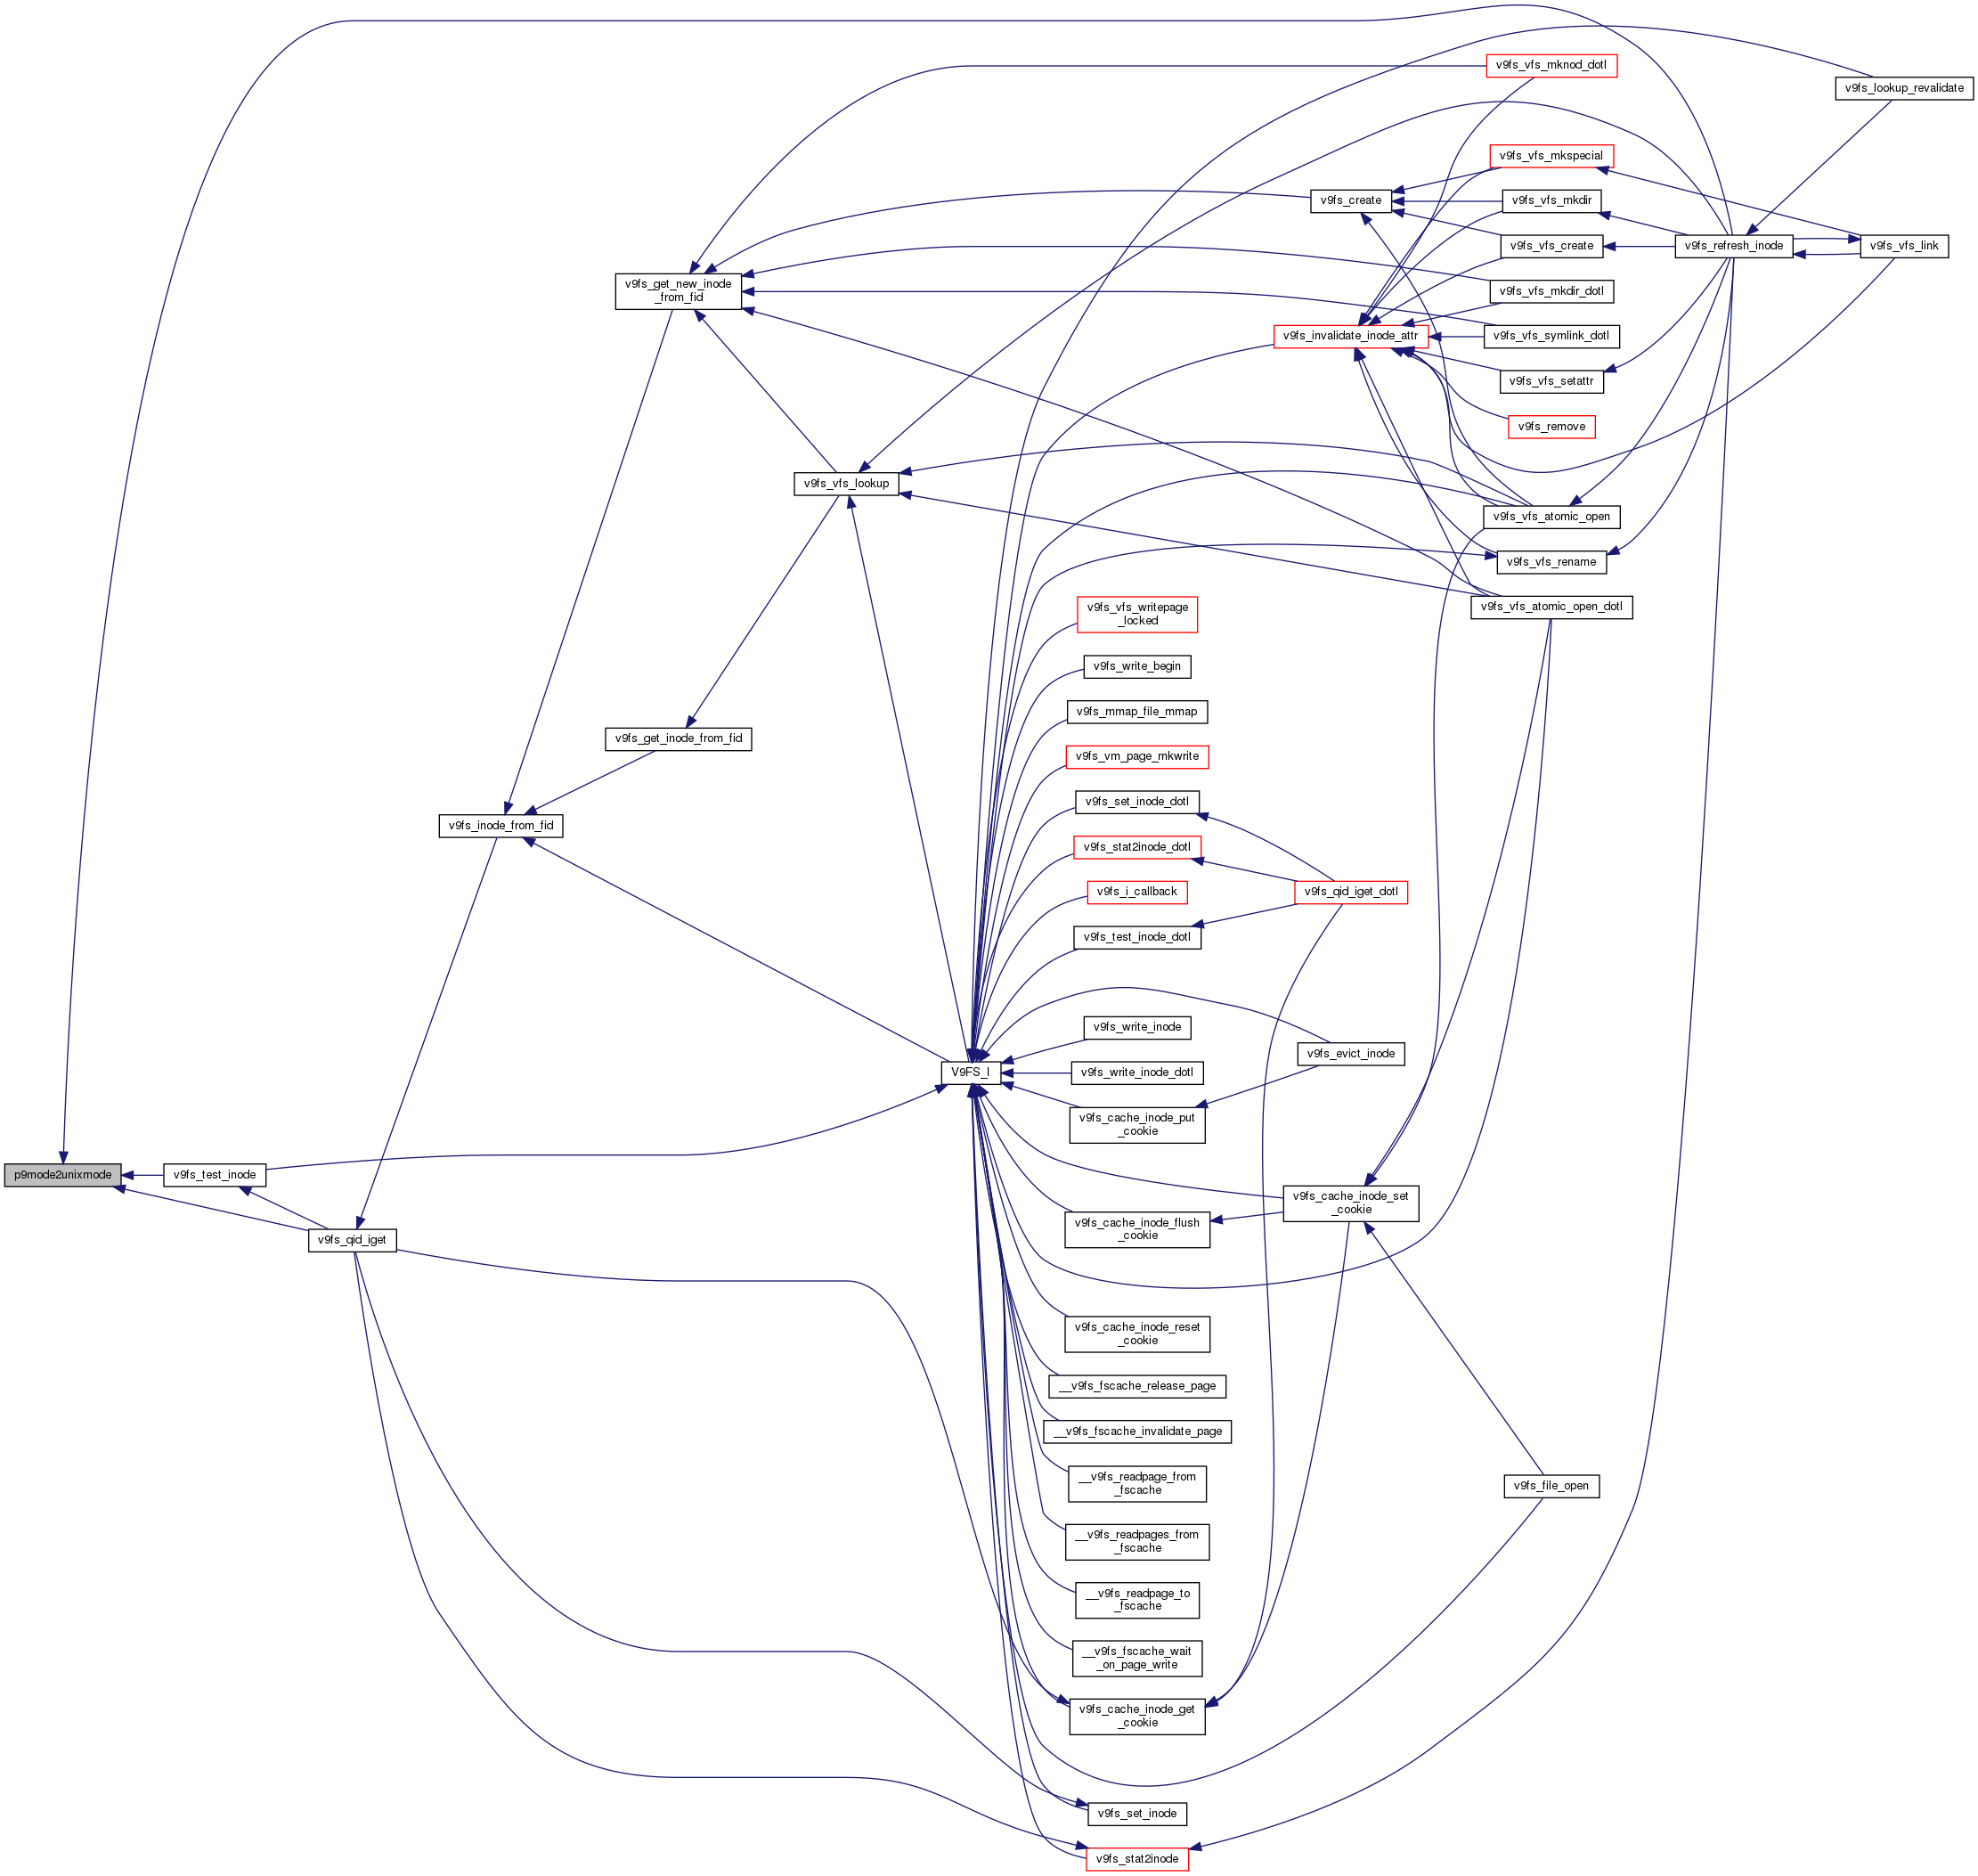 v9fs_vfs_mknod_dotl
v9fs_lookup_revalidate
v9fs_vfs_mkspecial
v9fs_create
v9fs_vfs_mkdir
v9fs_vfs_create
v9fs_refresh_inode
v9fs_vfs_link
v9fs_get_new_inode
_from_fid
v9fs_vfs_mkdir_dotl
v9fs_invalidate_inode_attr
v9fs_vfs_symlink_dotl
v9fs_vfs_setattr
v9fs_remove
v9fs_vfs_lookup
v9fs_vfs_atomic_open
v9fs_vfs_rename
v9fs_vfs_writepage
_locked
v9fs_vfs_atomic_open_dotl
v9fs_write_begin
v9fs_mmap_file_mmap
v9fs_get_inode_from_fid
v9fs_vm_page_mkwrite
v9fs_set_inode_dotl
v9fs_inode_from_fid
v9fs_stat2inode_dotl
v9fs_i_callback
v9fs_qid_iget_dotl
v9fs_test_inode_dotl
v9fs_write_inode
v9fs_evict_inode
V9FS_I
v9fs_write_inode_dotl
v9fs_cache_inode_put
_cookie
p9mode2unixmode
v9fs_test_inode
v9fs_cache_inode_set
_cookie
v9fs_cache_inode_flush
_cookie
v9fs_qid_iget
v9fs_cache_inode_reset
_cookie
__v9fs_fscache_release_page
__v9fs_fscache_invalidate_page
__v9fs_readpage_from
_fscache
v9fs_file_open
__v9fs_readpages_from
_fscache
__v9fs_readpage_to
_fscache
__v9fs_fscache_wait
_on_page_write
v9fs_cache_inode_get
_cookie
v9fs_set_inode
v9fs_stat2inode